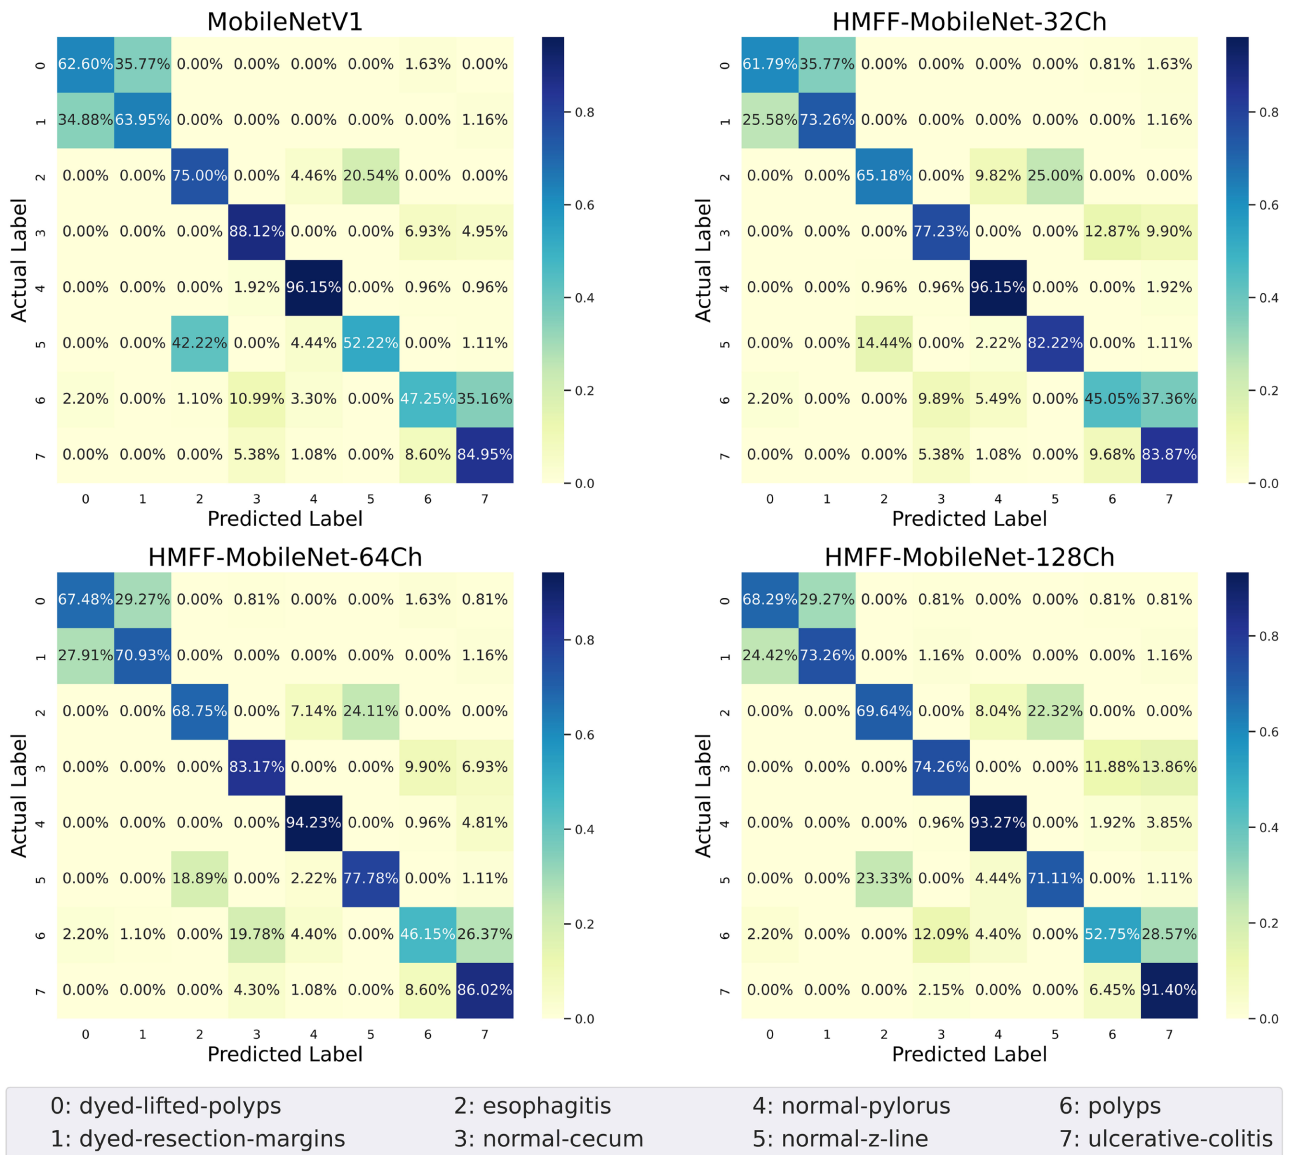 MobileNetV1
0 62.60% 35.77% 0.00% 0.00% 0.00% 0.00% 1.63% 0.00%
1 34.88% 63.95% 0.00% 0.00% 0.00% 0.00% 0.00% 1.16%
2 0.00% 0.00% 75.00% 0.00% 4.46% 20.54% 0.00% 0.00%
3 0.00% 0.00% 0.00% 88.12% 0.00% 0.00% 6.93% 4.95%
4 0.00% 0.00% 0.00% 1.92% 96.15% 0.00% 0.96% 0.96%
5 0.00% 0.00% 42.22% 0.00% 4.44% 52.22% 0.00% 1.11%
6 2.20% 0.00% 1.10% 10.99% 3.30% 0.00% 47.25% 35.16%
7 0.00% 0.00% 0.00% 5.38% 1.08% 0.00% 8.60% 84.95%
0 1 2 3 4 5 6 7
Predicted Label
Actual Label
0.8
0.6
0.4
0.2
0.0
HMFF-MobileNet-32Ch
0 61.79% 35.77% 0.00% 0.00% 0.00% 0.00% 0.81% 1.63%
1 25.58% 73.26% 0.00% 0.00% 0.00% 0.00% 0.00% 1.16%
2 0.00% 0.00% 65.18% 0.00% 9.82% 25.00% 0.00% 0.00%
3 0.00% 0.00% 0.00% 77.23% 0.00% 0.00% 12.87% 9.90%
4 0.00% 0.00% 0.96% 0.96% 96.15% 0.00% 0.00% 1.92%
5 0.00% 0.00% 14.44% 0.00% 2.22% 82.22% 0.00% 1.11%
6 2.20% 0.00% 0.00% 9.89% 5.49% 0.00% 45.05% 37.36%
7 0.00% 0.00% 0.00% 5.38% 1.08% 0.00% 9.68% 83.87%
0 1 2 3 4 5 6 7
Predicted Label
Actual Label
0.8
0.6
0.4
0.2
0.0
HMFF-MobileNet-64Ch
0 67.48% 29.27% 0.00% 0.81% 0.00% 0.00% 1.63% 0.81%
1 27.91% 70.93% 0.00% 0.00% 0.00% 0.00% 0.00% 1.16%
2 0.00% 0.00% 68.75% 0.00% 7.14% 24.11% 0.00% 0.00%
3 0.00% 0.00% 0.00% 83.17% 0.00% 0.00% 9.90% 6.93%
4 0.00% 0.00% 0.00% 0.00% 94.23% 0.00% 0.96% 4.81%
5 0.00% 0.00% 18.89% 0.00% 2.22% 77.78% 0.00% 1.11%
6 2.20% 1.10% 0.00% 19.78% 4.40% 0.00% 46.15% 26.37%
7 0.00% 0.00% 0.00% 4.30% 1.08% 0.00% 8.60% 86.02%
0 1 2 3 4 5 6 7
Predicted Label
Actual Label
0.8
0.6
0.4
0.2
0.0
HMFF-MobileNet-128Ch
0 68.29% 29.27% 0.00% 0.81% 0.00% 0.00% 0.81% 0.81%
1 24.42% 73.26% 0.00% 1.16% 0.00% 0.00% 0.00% 1.16%
2 0.00% 0.00% 69.64% 0.00% 8.04% 22.32% 0.00% 0.00%
3 0.00% 0.00% 0.00% 74.26% 0.00% 0.00% 11.88% 13.86%
4 0.00% 0.00% 0.00% 0.96% 93.27% 0.00% 1.92% 3.85%
5 0.00% 0.00% 23.33% 0.00% 4.44% 71.11% 0.00% 1.11%
6 2.20% 0.00% 0.00% 12.09% 4.40% 0.00% 52.75% 28.57%
7 0.00% 0.00% 0.00% 2.15% 0.00% 0.00% 6.45% 91.40%
0 1 2 3 4 5 6 7
Predicted Label
Actual Label
0.8
0.6
0.4
0.2
0.0
0: dyed-lifted-polyps 2: esophagitis 4: normal-pylorus 6: polyps
1: dyed-resection-margins 3: normal-cecum 5: normal-z-line 7: ulcerative-colitis